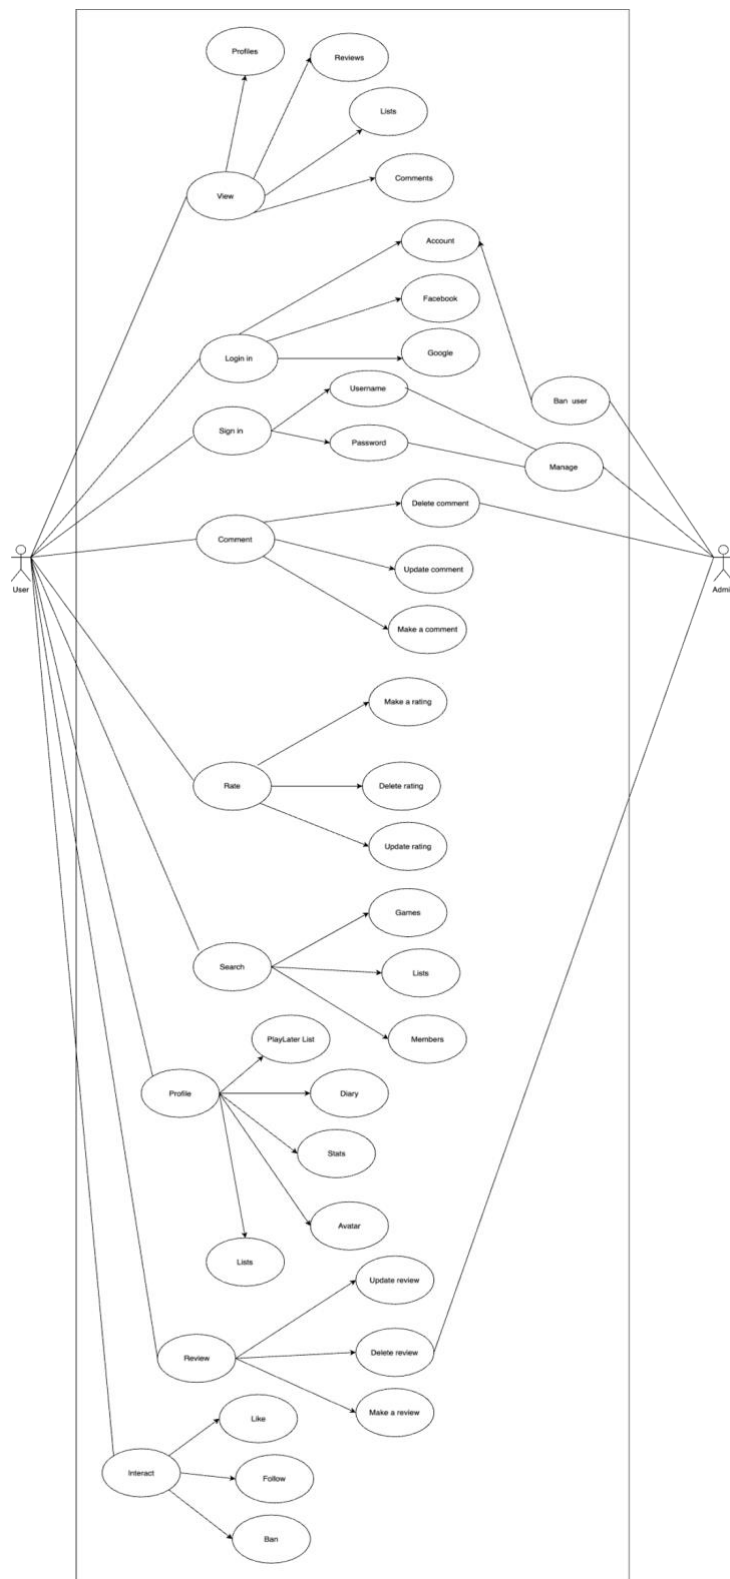 Profiles
Reviews
Lists
Comments
View
Account
Facebook
Login in
Google
Username
Ban user
Sign in
Password
Manage
Delete comment
Comment
Update comment
User
Admi
Make a comment
Make a rating
Rate
Delete rating
Update rating
Games
Search
Lists
PlayLater List
Members
Profile
Diary
Stats
Avatar
Lists
Update review
Review
Delete review
Make a review
Like
Interact
Follow
Ban